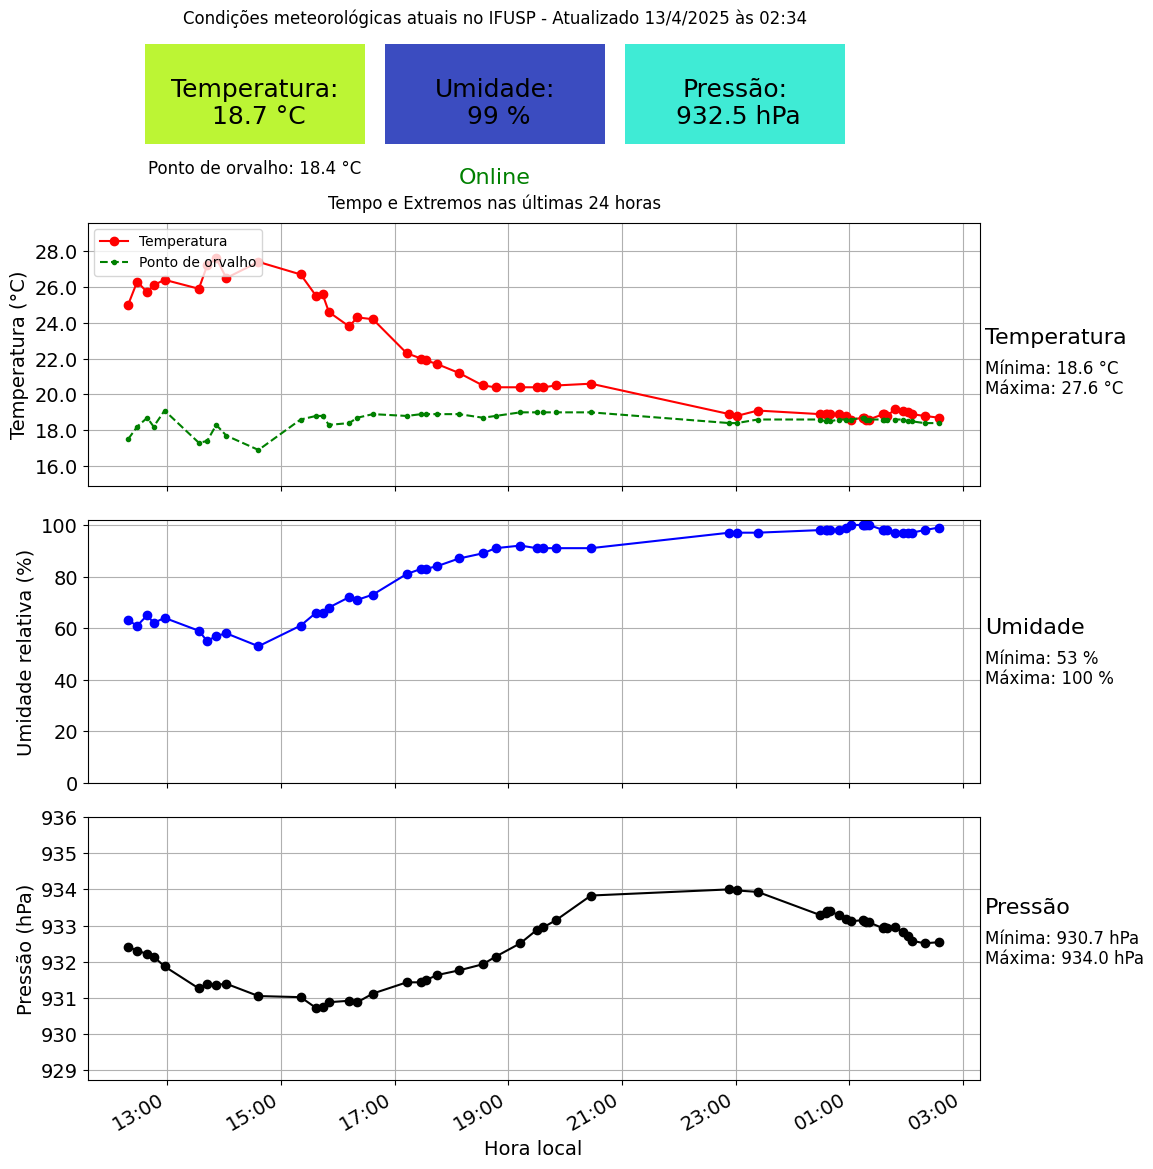 Condições meteorológicas atuais no IFUSP - Atualizado 13/4/2025 às 02:34
Temperatura:
18.7 °C
Umidade:
99 %
Pressão:
932.5 hPa
Ponto de orvalho: 18.4 °C
Online
Tempo e Extremos nas últimas 24 horas
Temperatura
Ponto de orvalho
Temperatura (°C)
28.0
26.0
24.0
22.0
20.0
18.0
16.0
Temperatura
Mínima: 18.6 °C
Máxima: 27.6 °C
Umidade relativa (%)
100
80
60
40
20
0
Umidade
Mínima: 53 %
Máxima: 100 %
Pressão (hPa)
936
935
934
933
932
931
930
929
Pressão
Mínima: 930.7 hPa
Máxima: 934.0 hPa
13:00
15:00
17:00
19:00
21:00
23:00
01:00
03:00
Hora local